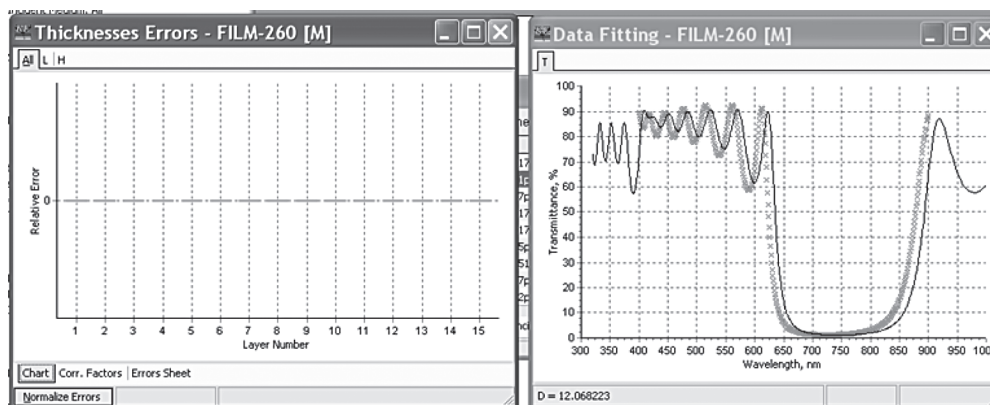 Thicknesses Errors - FILM-260 [M]
All L H
Relative Error
0
1 2 3 4 5 6 7 8 9 10 11 12 13 14 15
Layer Number
Chart Corr. Factors Errors Sheet
Normalize Errors
Data Fitting - FILM-260 [M]
T
Transmittance, %
100
90
80
70
60
50
40
30
20
10
0
300 350 400 450 500 550 600 650 700 750 800 850 900 950
Wavelength, nm
D = 12.068223